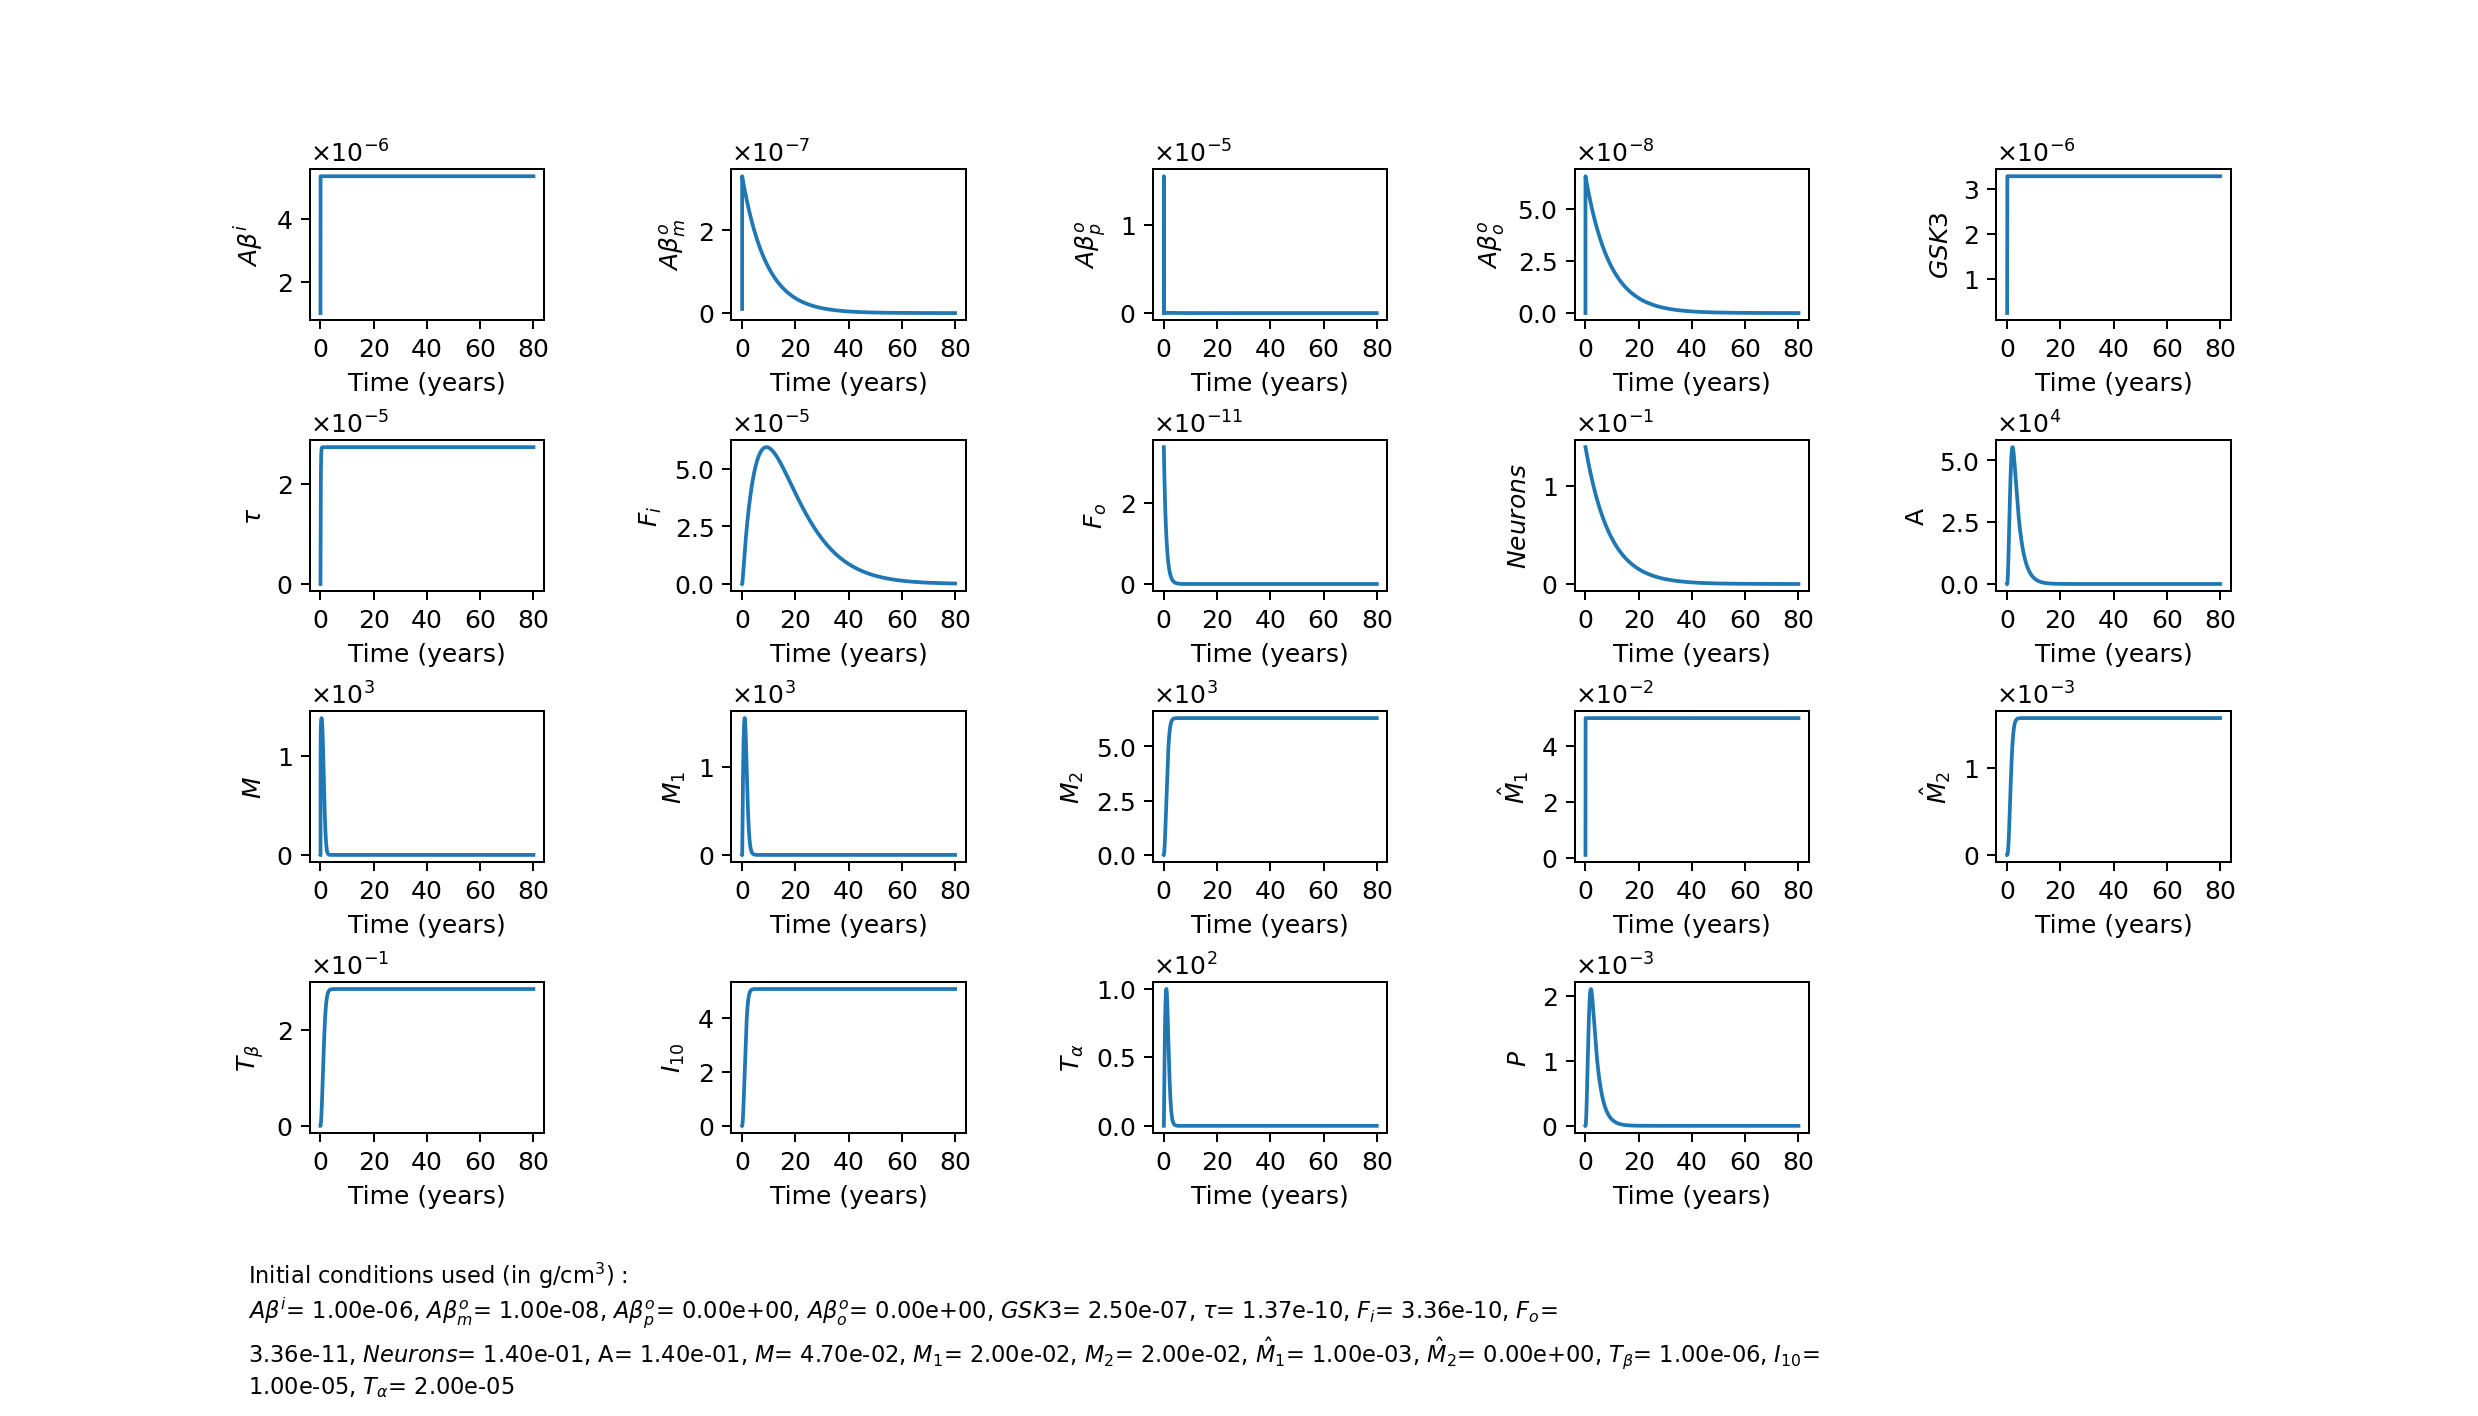 ×10⁻⁶ ×10⁻⁷ ×10⁻⁵ ×10⁻⁸ ×10⁻⁶
Aβⁱ 4 2
Aβₘᵒ 2 0
Aβₚᵒ 1 0
Aβₒᵒ 5.0 2.5 0.0
GSK3 3 2 1
0 20 40 60 80 0 20 40 60 80 0 20 40 60 80 0 20 40 60 80 0 20 40 60 80
Time (years) Time (years) Time (years) Time (years) Time (years)
×10⁻⁵ ×10⁻⁵ ×10⁻¹¹ ×10⁻¹ ×10⁴
τ 2 0
Fᵢ 5.0 2.5 0.0
Fₒ 2 0
Neurons 1 0
A 5.0 2.5 0.0
0 20 40 60 80 0 20 40 60 80 0 20 40 60 80 0 20 40 60 80 0 20 40 60 80
Time (years) Time (years) Time (years) Time (years) Time (years)
×10³ ×10³ ×10³ ×10⁻² ×10⁻³
M 1 0
M₁ 1 0
M₂ 5.0 2.5 0.0
M̂₁ 4 2 0
M̂₂ 1 0
0 20 40 60 80 0 20 40 60 80 0 20 40 60 80 0 20 40 60 80 0 20 40 60 80
Time (years) Time (years) Time (years) Time (years) Time (years)
×10⁻¹ ×10² ×10⁻³
Tᵦ 2 0
I₁₀ 4 2 0
Tα 1.0 0.5 0.0
P 2 1 0
0 20 40 60 80 0 20 40 60 80 0 20 40 60 80 0 20 40 60 80
Time (years) Time (years) Time (years) Time (years)
Initial conditions used (in g/cm³) :
Aβⁱ= 1.00e-06, Aβₘᵒ= 1.00e-08, Aβₚᵒ= 0.00e+00, Aβₒᵒ= 0.00e+00, GSK3= 2.50e-07, τ= 1.37e-10, Fᵢ= 3.36e-10, Fₒ=
3.36e-11, Neurons= 1.40e-01, A= 1.40e-01, M= 4.70e-02, M₁= 2.00e-02, M₂= 2.00e-02, M̂₁= 1.00e-03, M̂₂= 0.00e+00, Tᵦ= 1.00e-06, I₁₀=
1.00e-05, Tα= 2.00e-05